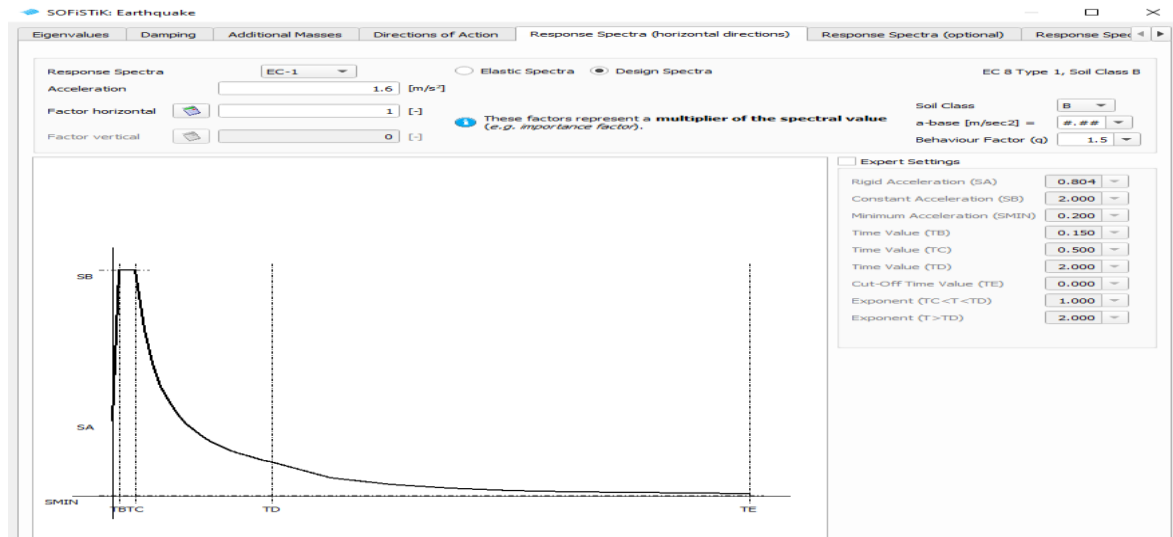 SOFiSTiK: Earthquake
Eigenvalues Damping Additional Masses Directions of Action Response Spectra (horizontal directions) Response Spectra (optional) Response Spec
Response Spectra EC-1 Elastic Spectra Design Spectra EC 8 Type 1, Soil Class B
Acceleration 1.6 [m/s²]
Factor horizontal 1 [-]
Factor vertical 0 [-]
These factors represent a multiplier of the spectral value
(e.g. importance factor).
Soil Class B
a-base [m/sec2] = #.##
Behaviour Factor (q) 1.5
Expert Settings
Rigid Acceleration (SA) 0.804
Constant Acceleration (SB) 2.000
Minimum Acceleration (SMIN) 0.200
Time Value (TB) 0.150
Time Value (TC) 0.500
Time Value (TD) 2.000
Cut-Off Time Value (TE) 0.000
Exponent (TC<T<TD) 1.000
Exponent (T>TD) 2.000
SB
SA
SMIN
TB TC TD TE